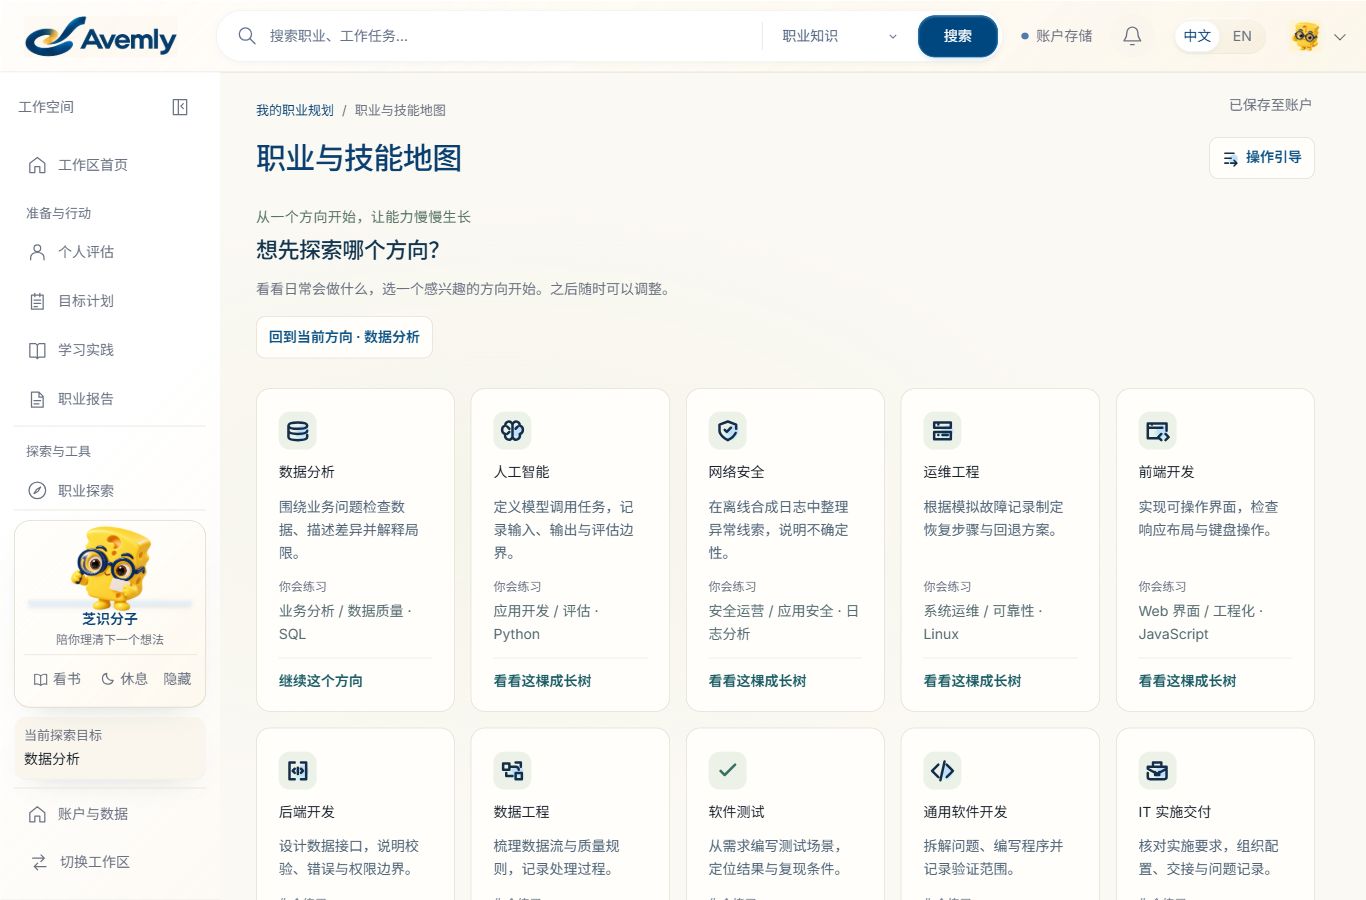 Avemly
搜索职业、工作任务...
职业知识
搜索
账户存储
中文
EN
工作空间
工作区首页
准备与行动
个人评估
目标计划
学习实践
职业报告
探索与工具
职业探索
芝识分子
陪你理清下一个想法
看书
休息
隐藏
当前探索目标
数据分析
账户与数据
切换工作区
我的职业规划 / 职业与技能地图
已保存至账户
职业与技能地图
操作引导
从一个方向开始，让能力慢慢生长
想先探索哪个方向？
看看日常会做什么，选一个感兴趣的方向开始。之后随时可以调整。
回到当前方向 · 数据分析
数据分析
围绕业务问题检查数
据、描述差异并解释局
限。
你会练习
业务分析 / 数据质量 ·
SQL
继续这个方向
人工智能
定义模型调用任务，记
录输入、输出与评估边
界。
你会练习
应用开发 / 评估 ·
Python
看看这棵成长树
网络安全
在离线合成日志中整理
异常线索，说明不确定
性。
你会练习
安全运营 / 应用安全 · 日
志分析
看看这棵成长树
运维工程
根据模拟故障记录制定
恢复步骤与回退方案。
你会练习
系统运维 / 可靠性 ·
Linux
看看这棵成长树
前端开发
实现可操作界面，检查
响应布局与键盘操作。
你会练习
Web 界面 / 工程化 ·
JavaScript
看看这棵成长树
后端开发
设计数据接口，说明校
验、错误与权限边界。
数据工程
梳理数据流与质量规
则，记录处理过程。
软件测试
从需求编写测试场景，
定位结果与复现条件。
通用软件开发
拆解问题、编写程序并
记录验证范围。
IT 实施交付
核对实施要求，组织配
置、交接与问题记录。